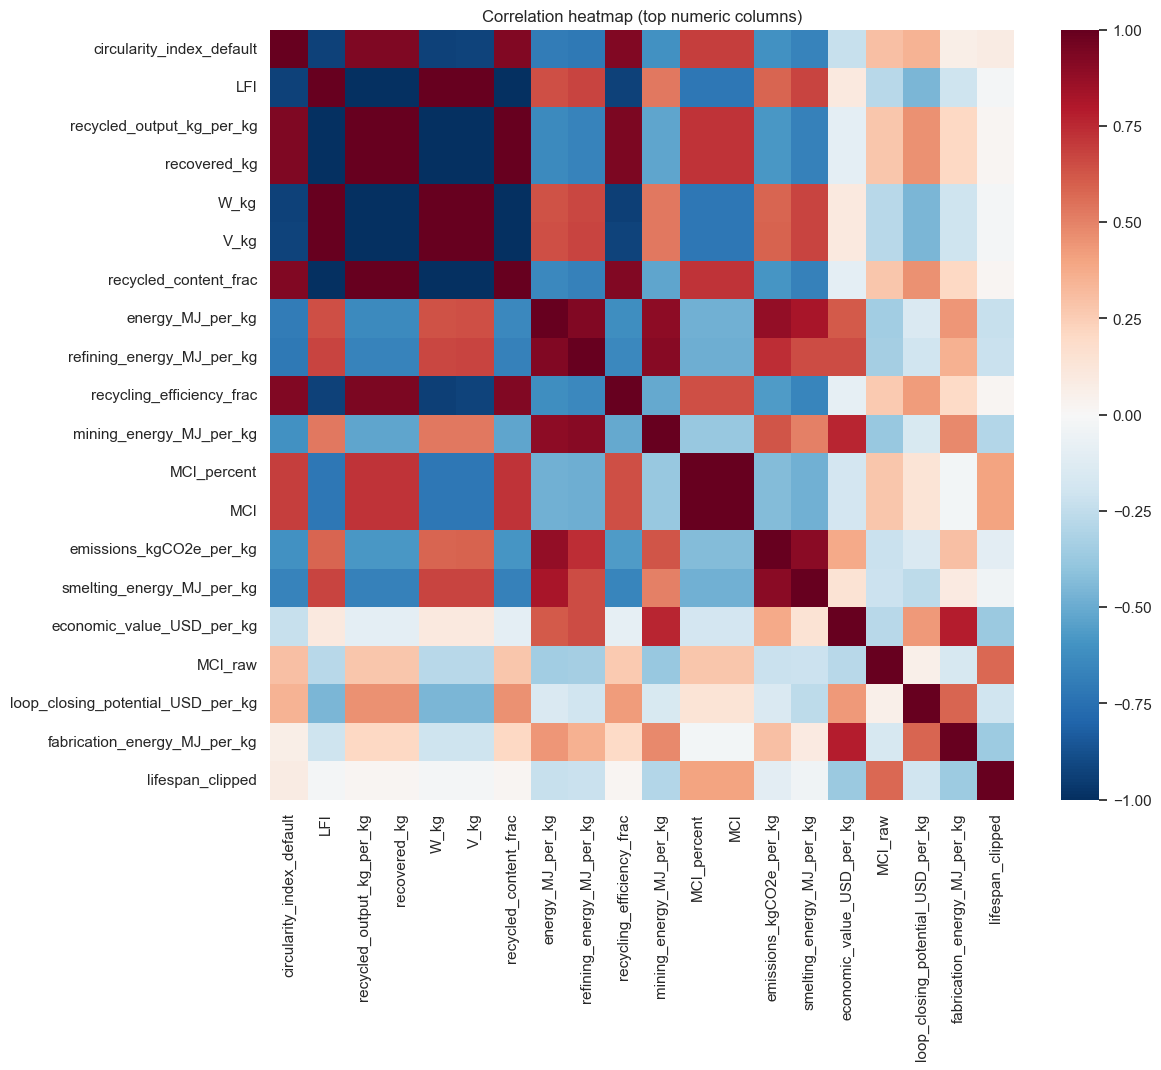 Correlation heatmap (top numeric columns)
circularity_index_default
LFI
recycled_output_kg_per_kg
recovered_kg
W_kg
V_kg
recycled_content_frac
energy_MJ_per_kg
refining_energy_MJ_per_kg
recycling_efficiency_frac
mining_energy_MJ_per_kg
MCI_percent
MCI
emissions_kgCO2e_per_kg
smelting_energy_MJ_per_kg
economic_value_USD_per_kg
MCI_raw
loop_closing_potential_USD_per_kg
fabrication_energy_MJ_per_kg
lifespan_clipped
circularity_index_default
LFI
recycled_output_kg_per_kg
recovered_kg
W_kg
V_kg
recycled_content_frac
energy_MJ_per_kg
refining_energy_MJ_per_kg
recycling_efficiency_frac
mining_energy_MJ_per_kg
MCI_percent
MCI
emissions_kgCO2e_per_kg
smelting_energy_MJ_per_kg
economic_value_USD_per_kg
MCI_raw
loop_closing_potential_USD_per_kg
fabrication_energy_MJ_per_kg
lifespan_clipped
1.00
0.75
0.50
0.25
0.00
−0.25
−0.50
−0.75
−1.00